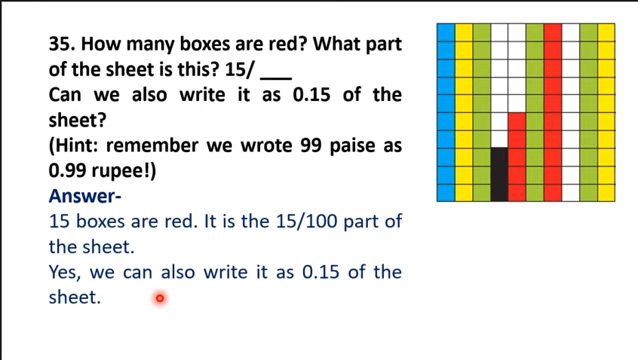 35. How many boxes are red? What part
of the sheet is this? 15/ ___
Can we also write it as 0.15 of the
sheet?
(Hint: remember we wrote 99 paise as
0.99 rupee!)
Answer-
15 boxes are red. It is the 15/100 part of
the sheet.
Yes, we can also write it as 0.15 of the
sheet.